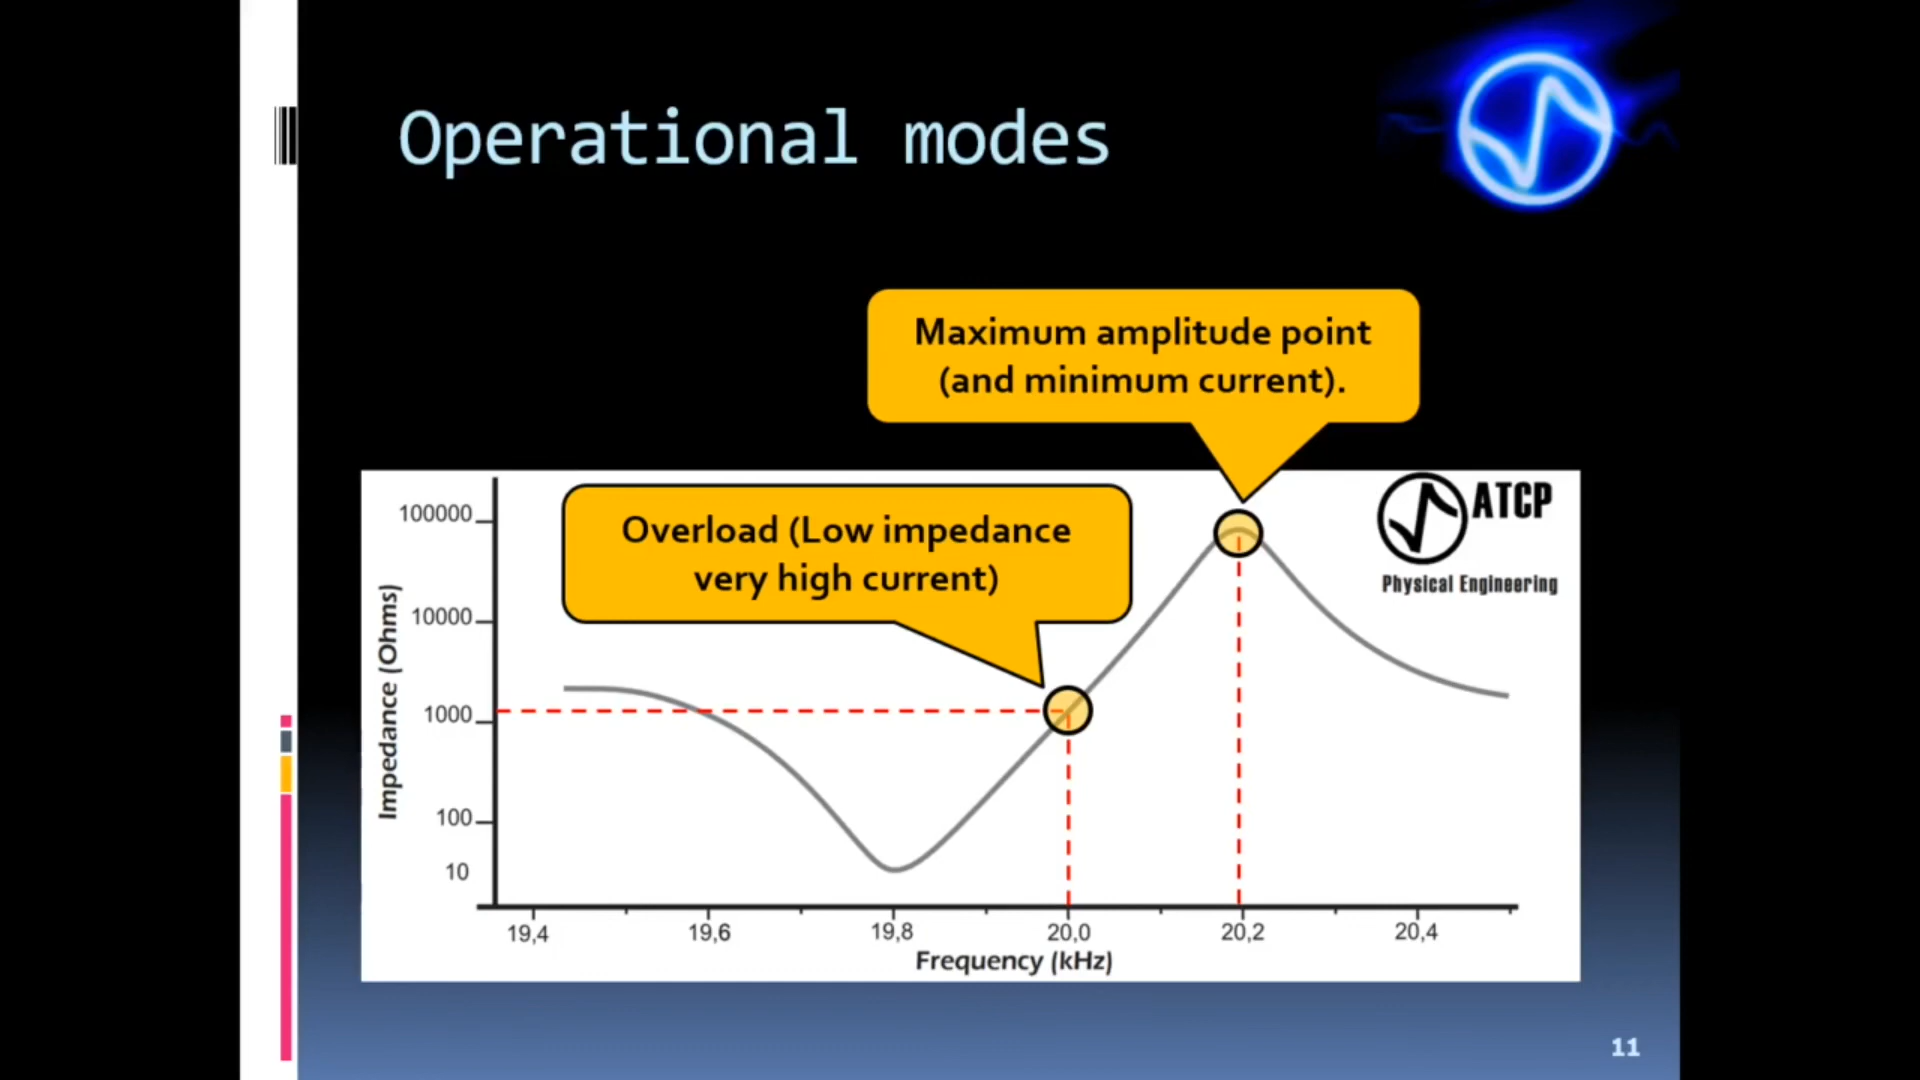 Operational modes
Maximum amplitude point
(and minimum current).
Overload (Low impedance
very high current)
ATCP
Physical Engineering
Impedance (Ohms)
100000
10000
1000
100
10
19,4
19,6
19,8
20,0
20,2
20,4
Frequency (kHz)
11